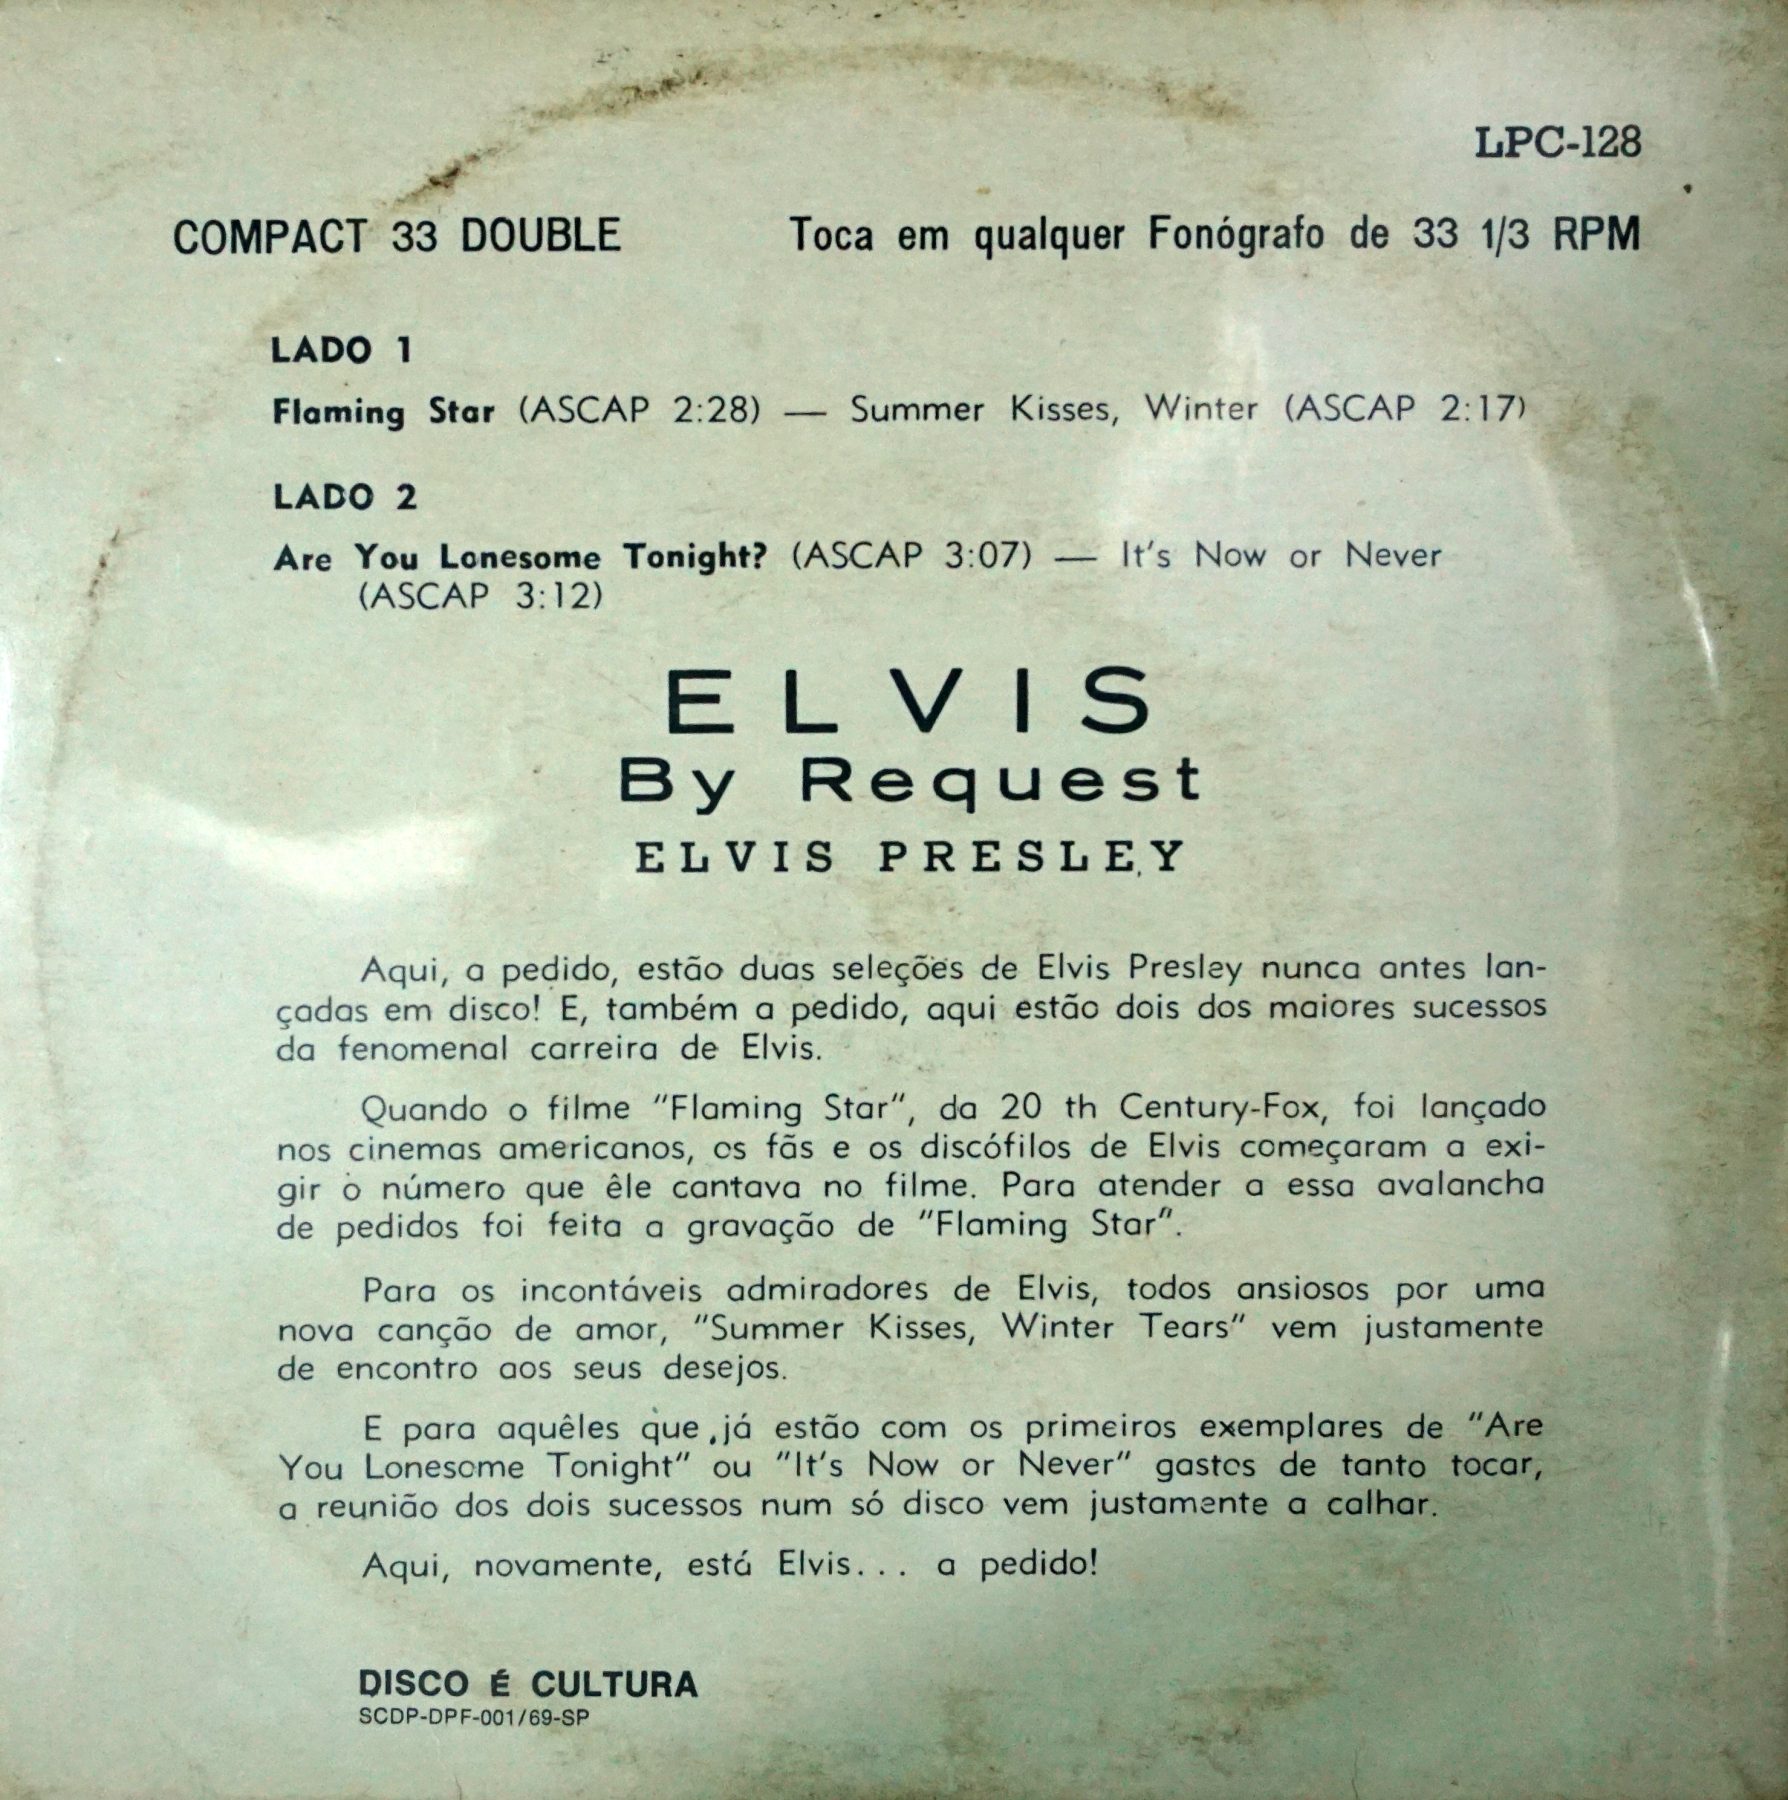 LPC-128
COMPACT 33 DOUBLE Toca em qualquer Fonógrafo de 33 1/3 RPM
LADO 1
Flaming Star (ASCAP 2:28) — Summer Kisses, Winter (ASCAP 2:17)
LADO 2
Are You Lonesome Tonight? (ASCAP 3:07) — It's Now or Never
(ASCAP 3:12)
ELVIS
By Request
ELVIS PRESLEY
Aqui, a pedido, estão duas seleções de Elvis Presley nunca antes lan-
çadas em disco! E, também a pedido, aqui estão dois dos maiores sucessos
da fenomenal carreira de Elvis.
Quando o filme "Flaming Star", da 20 th Century-Fox, foi lançado
nos cinemas americanos, os fãs e os discófilos de Elvis começaram a exi-
gir o número que êle cantava no filme. Para atender a essa avalancha
de pedidos foi feita a gravação de "Flaming Star".
Para os incontáveis admiradores de Elvis, todos ansiosos por uma
nova canção de amor, "Summer Kisses, Winter Tears" vem justamente
de encontro aos seus desejos.
E para aquêles que já estão com os primeiros exemplares de "Are
You Lonesome Tonight" ou "It's Now or Never" gastos de tanto tocar,
a reunião dos dois sucessos num só disco vem justamente a calhar.
Aqui, novamente, está Elvis... a pedido!
DISCO É CULTURA
SCDP-DPF-001/69-SP